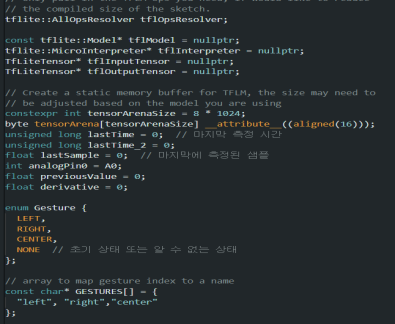 // the compiled size of the sketch.
tflite::AllOpsResolver tflOpsResolver;
const tflite::Model* tflModel = nullptr;
tflite::MicroInterpreter* tflInterpreter = nullptr;
TfLiteTensor* tflInputTensor = nullptr;
TfLiteTensor* tflOutputTensor = nullptr;
// Create a static memory buffer for TFLM, the size may need to
// be adjusted based on the model you are using
constexpr int tensorArenaSize = 8 * 1024;
byte tensorArena[tensorArenaSize] __attribute__((aligned(16)));
unsigned long lastTime = 0;  // 마지막 측정 시간
unsigned long lastTime_2 = 0;
float lastSample = 0;  // 마지막에 측정된 샘플
int analogPin0 = A0;
float previousValue = 0;
float derivative = 0;
enum Gesture {
  LEFT,
  RIGHT,
  CENTER,
  NONE  // 초기 상태 또는 알 수 없는 상태
};
// array to map gesture index to a name
const char* GESTURES[] = {
  "left", "right","center"
};